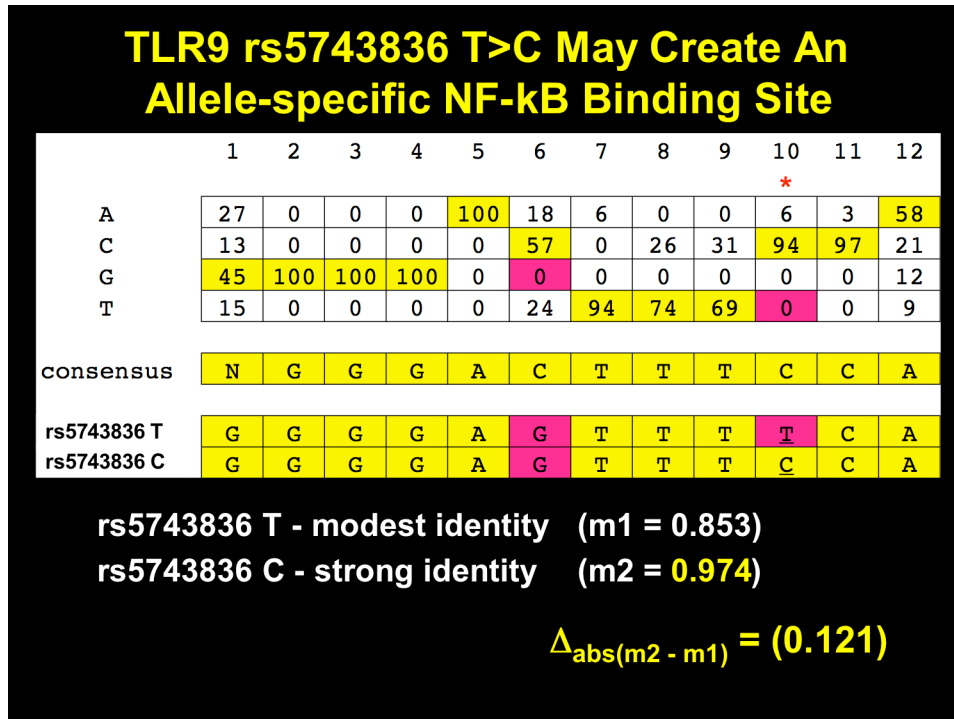 TLR9 rs5743836 T>C May Create An
Allele-specific NF-kB Binding Site
1 2 3 4 5 6 7 8 9 10 11 12
*
A 27 0 0 0 100 18 6 0 0 6 3 58
C 13 0 0 0 0 57 0 26 31 94 97 21
G 45 100 100 100 0 0 0 0 0 0 0 12
T 15 0 0 0 0 24 94 74 69 0 0 9
consensus N G G G A C T T T C C A
rs5743836 T G G G G A G T T T T C A
rs5743836 C G G G G A G T T T C C A
rs5743836 T - modest identity (m1 = 0.853)
rs5743836 C - strong identity (m2 = 0.974)
Δabs(m2 - m1) = (0.121)